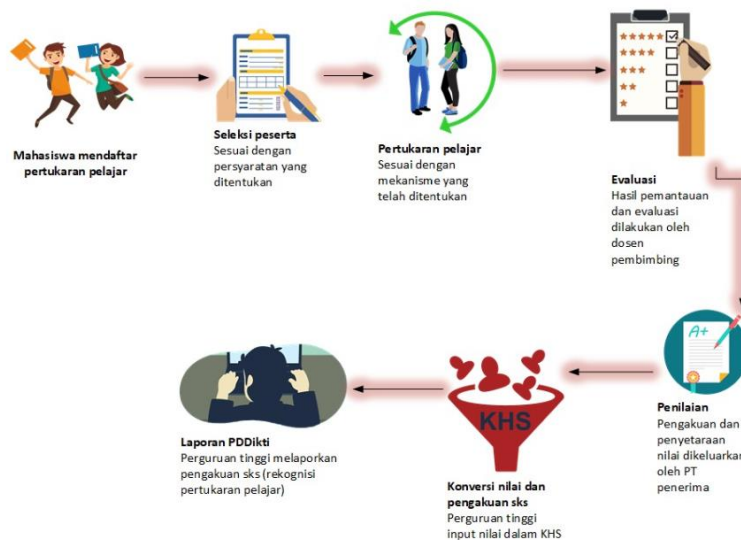 Mahasiswa mendaftar
pertukaran pelajar
Seleksi peserta
Sesuai dengan
persyaratan yang
ditentukan
Pertukaran pelajar
Sesuai dengan
mekanisme yang
telah ditentukan
Evaluasi
Hasil pemantauan
dan evaluasi
dilakukan oleh
dosen
pembimbing
A+
Penilaian
Pengakuan dan
penyetaraan
nilai dikeluarkan
oleh PT
penerima
KHS
Konversi nilai dan
pengakuan sks
Perguruan tinggi
input nilai dalam KHS
Laporan PDDikti
Perguruan tinggi melaporkan
pengakuan sks (rekognisi
pertukaran pelajar)